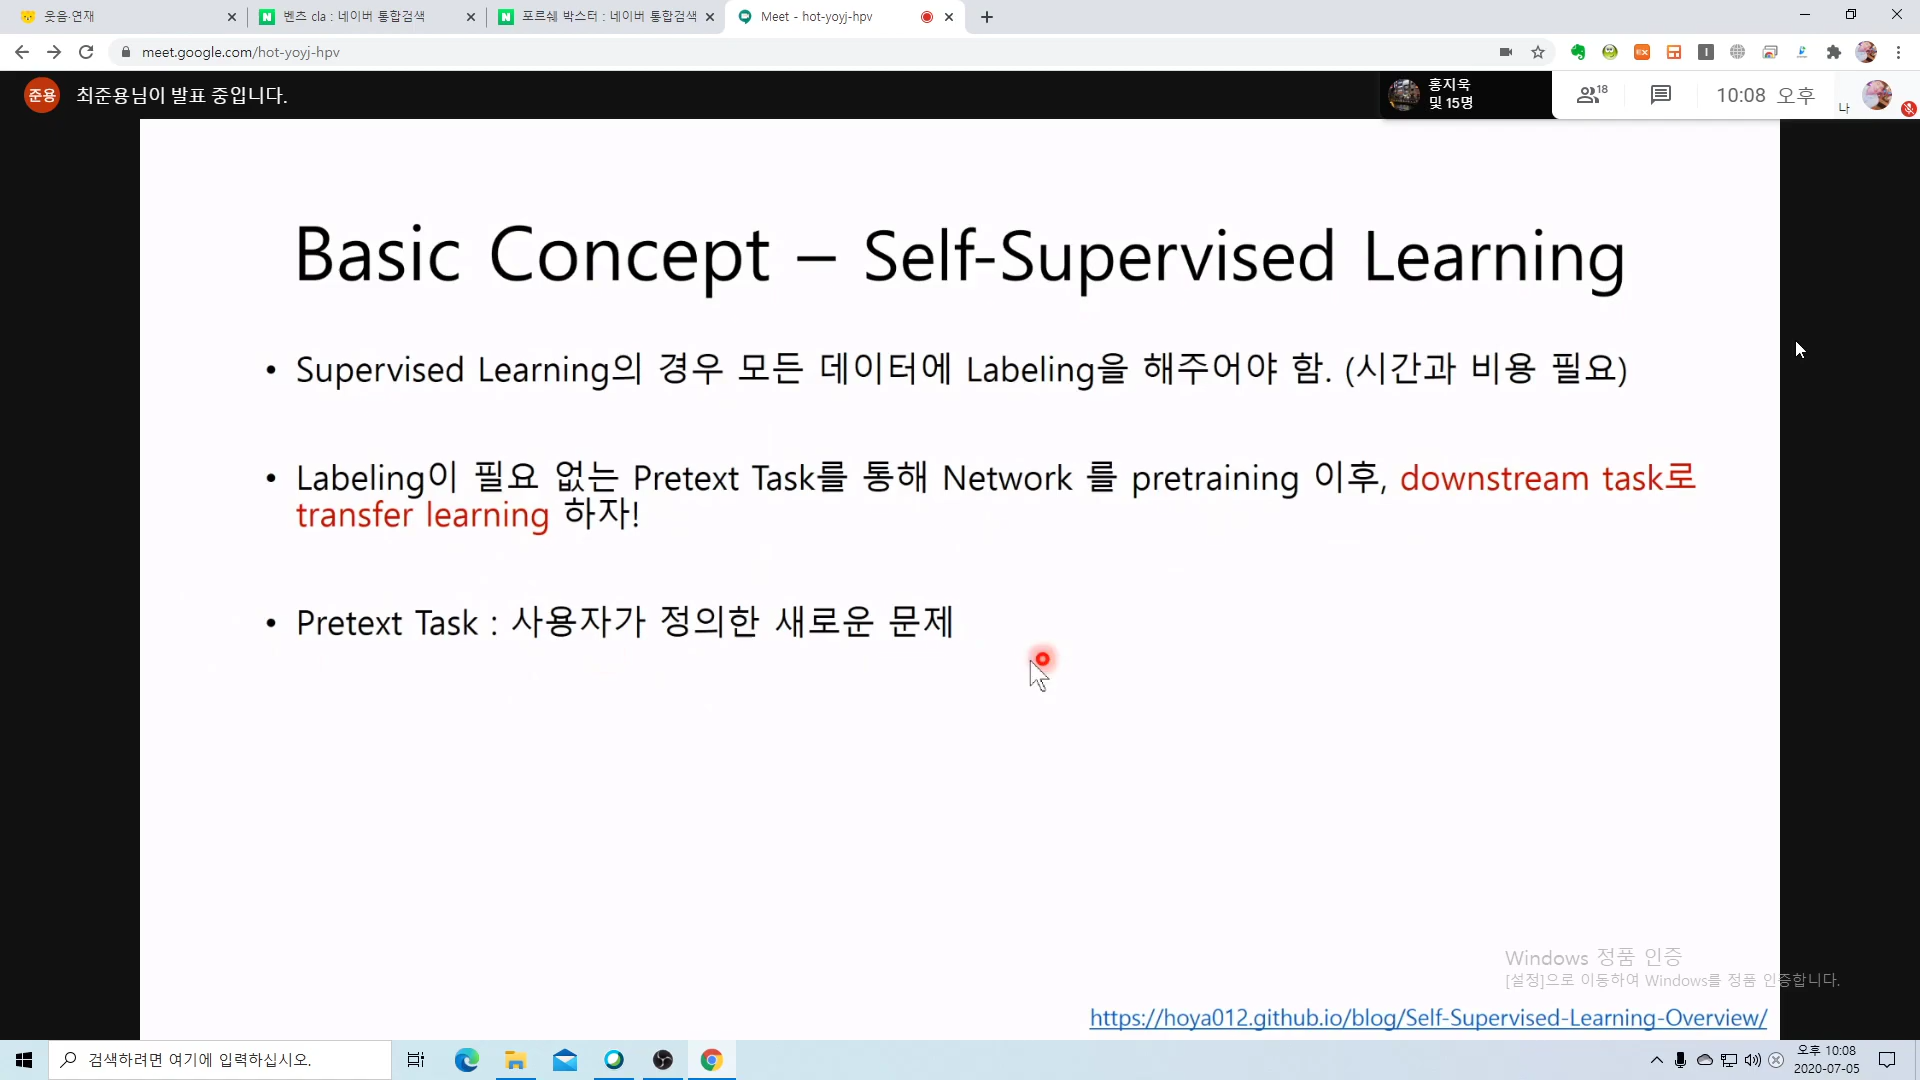 웃음·연재
벤츠 cla : 네이버 통합검색
포르쉐 박스터 : 네이버 통합검색
Meet - hot-yoyj-hpv
meet.google.com/hot-yoyj-hpv
준용
최준용님이 발표 중입니다.
홍지욱
및 15명
18
10:08 오후
나
Basic Concept – Self-Supervised Learning
• Supervised Learning의 경우 모든 데이터에 Labeling을 해주어야 함. (시간과 비용 필요)
• Labeling이 필요 없는 Pretext Task를 통해 Network 를 pretraining 이후, downstream task로
transfer learning 하자!
• Pretext Task : 사용자가 정의한 새로운 문제
Windows 정품 인증
[설정]으로 이동하여 Windows를 정품 인증합니다.
https://hoya012.github.io/blog/Self-Supervised-Learning-Overview/
검색하려면 여기에 입력하십시오.
오후 10:08
2020-07-05